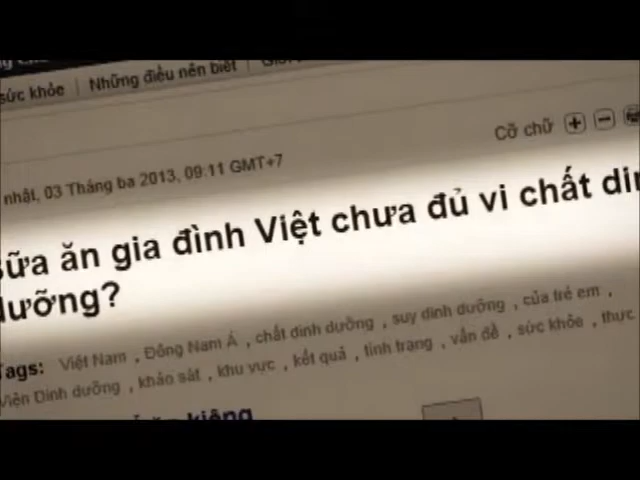 sức khỏe | Những điều nên biết
Cỡ chữ
nhật, 03 Tháng ba 2013, 09:11 GMT+7
Bữa ăn gia đình Việt chưa đủ vi chất din
dưỡng?
Tags: Việt Nam , Đông Nam Á , chất dinh dưỡng , suy dinh dưỡng , của trẻ em ,
Viện Dinh dưỡng , khảo sát , khu vực , kết quả , tình trạng , vấn đề , sức khỏe , thực
kiêng